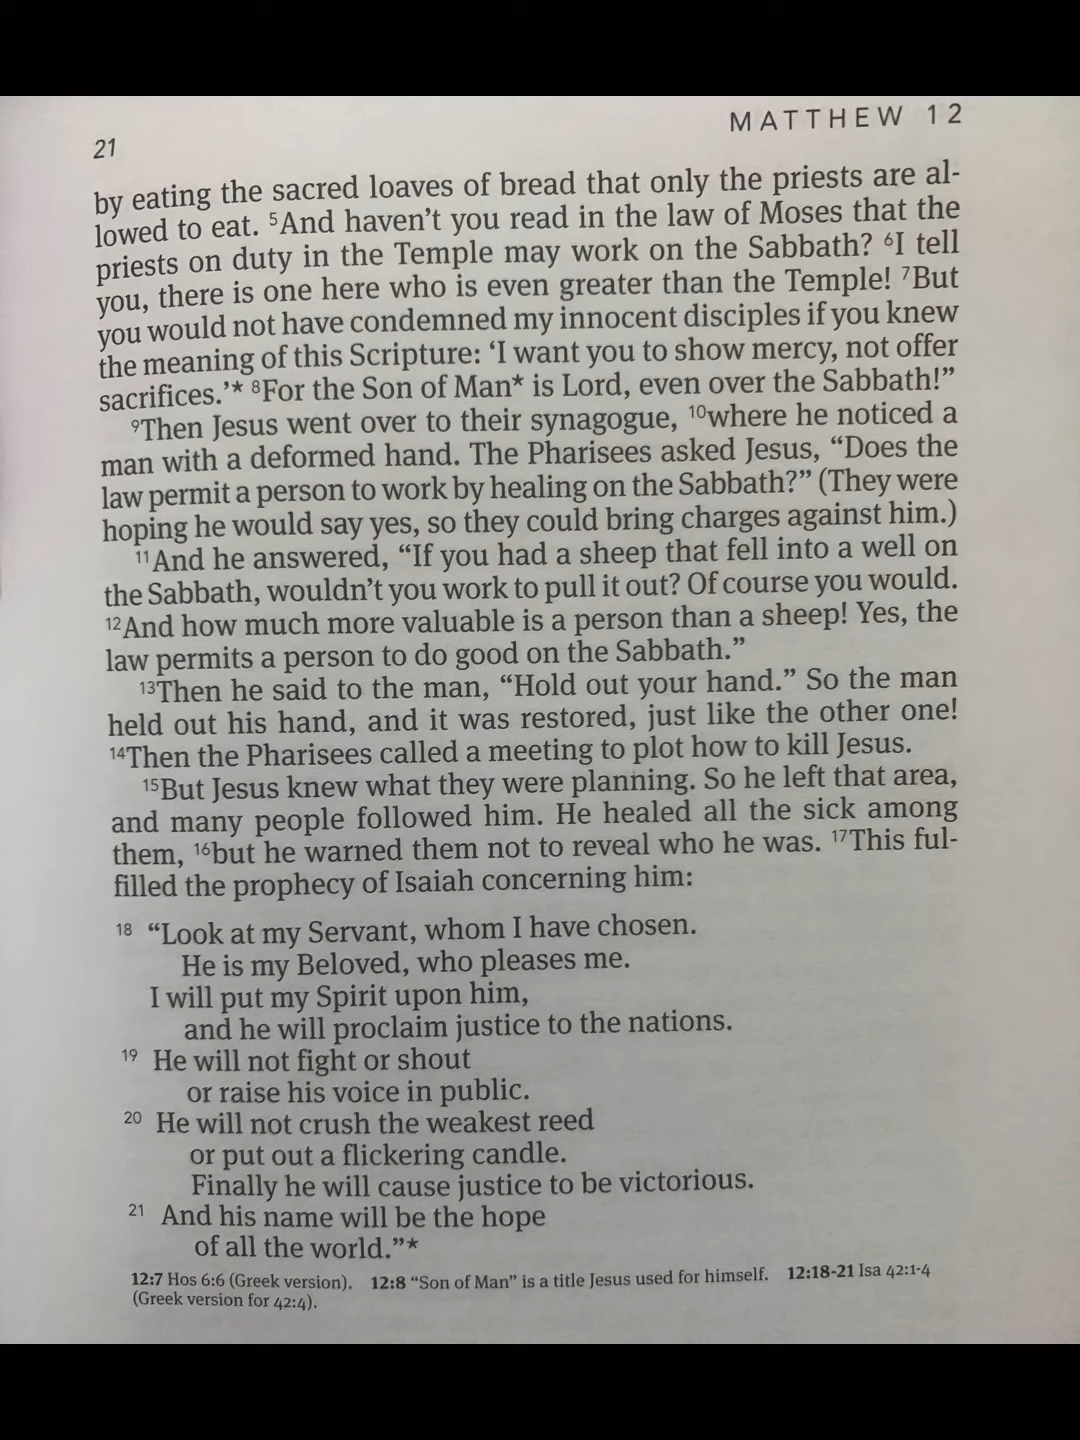 MATTHEW 12
21
by eating the sacred loaves of bread that only the priests are al-
lowed to eat. ⁵And haven’t you read in the law of Moses that the
priests on duty in the Temple may work on the Sabbath? ⁶I tell
you, there is one here who is even greater than the Temple! ⁷But
you would not have condemned my innocent disciples if you knew
the meaning of this Scripture: ‘I want you to show mercy, not offer
sacrifices.’* ⁸For the Son of Man* is Lord, even over the Sabbath!”
⁹Then Jesus went over to their synagogue, ¹⁰where he noticed a
man with a deformed hand. The Pharisees asked Jesus, “Does the
law permit a person to work by healing on the Sabbath?” (They were
hoping he would say yes, so they could bring charges against him.)
¹¹And he answered, “If you had a sheep that fell into a well on
the Sabbath, wouldn’t you work to pull it out? Of course you would.
¹²And how much more valuable is a person than a sheep! Yes, the
law permits a person to do good on the Sabbath.”
¹³Then he said to the man, “Hold out your hand.” So the man
held out his hand, and it was restored, just like the other one!
¹⁴Then the Pharisees called a meeting to plot how to kill Jesus.
¹⁵But Jesus knew what they were planning. So he left that area,
and many people followed him. He healed all the sick among
them, ¹⁶but he warned them not to reveal who he was. ¹⁷This ful-
filled the prophecy of Isaiah concerning him:
¹⁸ “Look at my Servant, whom I have chosen.
He is my Beloved, who pleases me.
I will put my Spirit upon him,
and he will proclaim justice to the nations.
¹⁹ He will not fight or shout
or raise his voice in public.
²⁰ He will not crush the weakest reed
or put out a flickering candle.
Finally he will cause justice to be victorious.
²¹ And his name will be the hope
of all the world.”*
12:7 Hos 6:6 (Greek version). 12:8 “Son of Man” is a title Jesus used for himself. 12:18-21 Isa 42:1-4
(Greek version for 42:4).